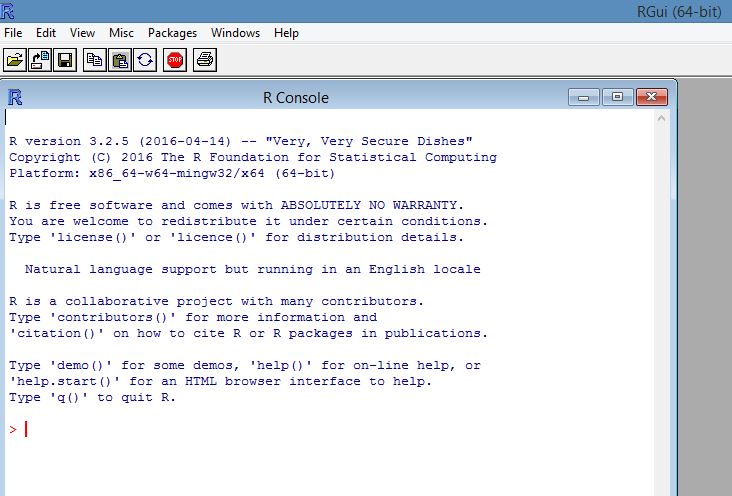 RGui (64-bit)
File Edit View Misc Packages Windows Help
STOP
R Console
R version 3.2.5 (2016-04-14) -- "Very, Very Secure Dishes"
Copyright (C) 2016 The R Foundation for Statistical Computing
Platform: x86_64-w64-mingw32/x64 (64-bit)
R is free software and comes with ABSOLUTELY NO WARRANTY.
You are welcome to redistribute it under certain conditions.
Type 'license()' or 'licence()' for distribution details.
Natural language support but running in an English locale
R is a collaborative project with many contributors.
Type 'contributors()' for more information and
'citation()' on how to cite R or R packages in publications.
Type 'demo()' for some demos, 'help()' for on-line help, or
'help.start()' for an HTML browser interface to help.
Type 'q()' to quit R.
>